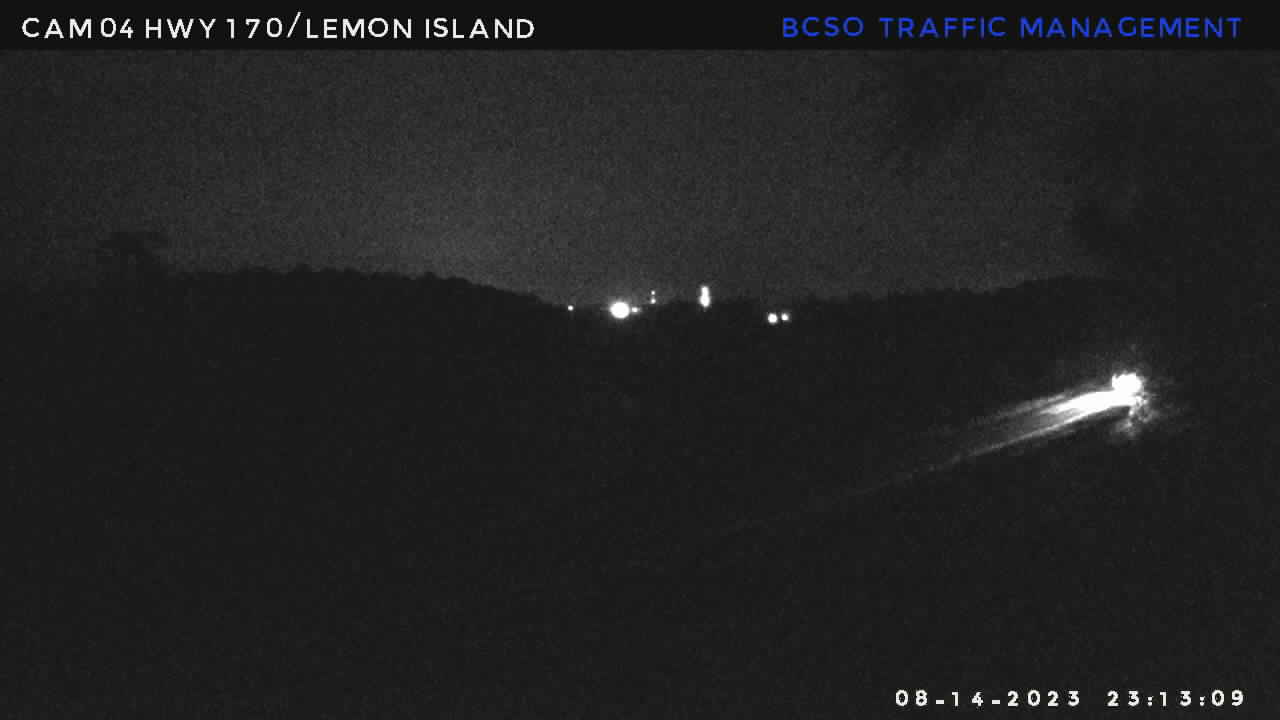 CAM 04 HWY 170/LEMON ISLAND
BCSO TRAFFIC MANAGEMENT
08-14-2023 23:13:09